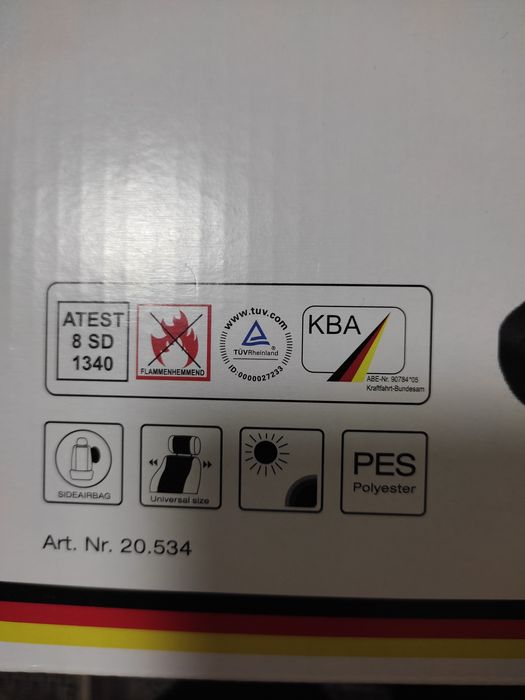 ATEST
8 SD
1340
FLAMMENHEMMEND
www.tuv.com
TÜVRheinland
®
ID:0000027233
KBA
ABE-Nr. 90784*05
Kraftfahrt-Bundesam
SIDEAIRBAG
Universal size
PES
Polyester
Art. Nr. 20.534